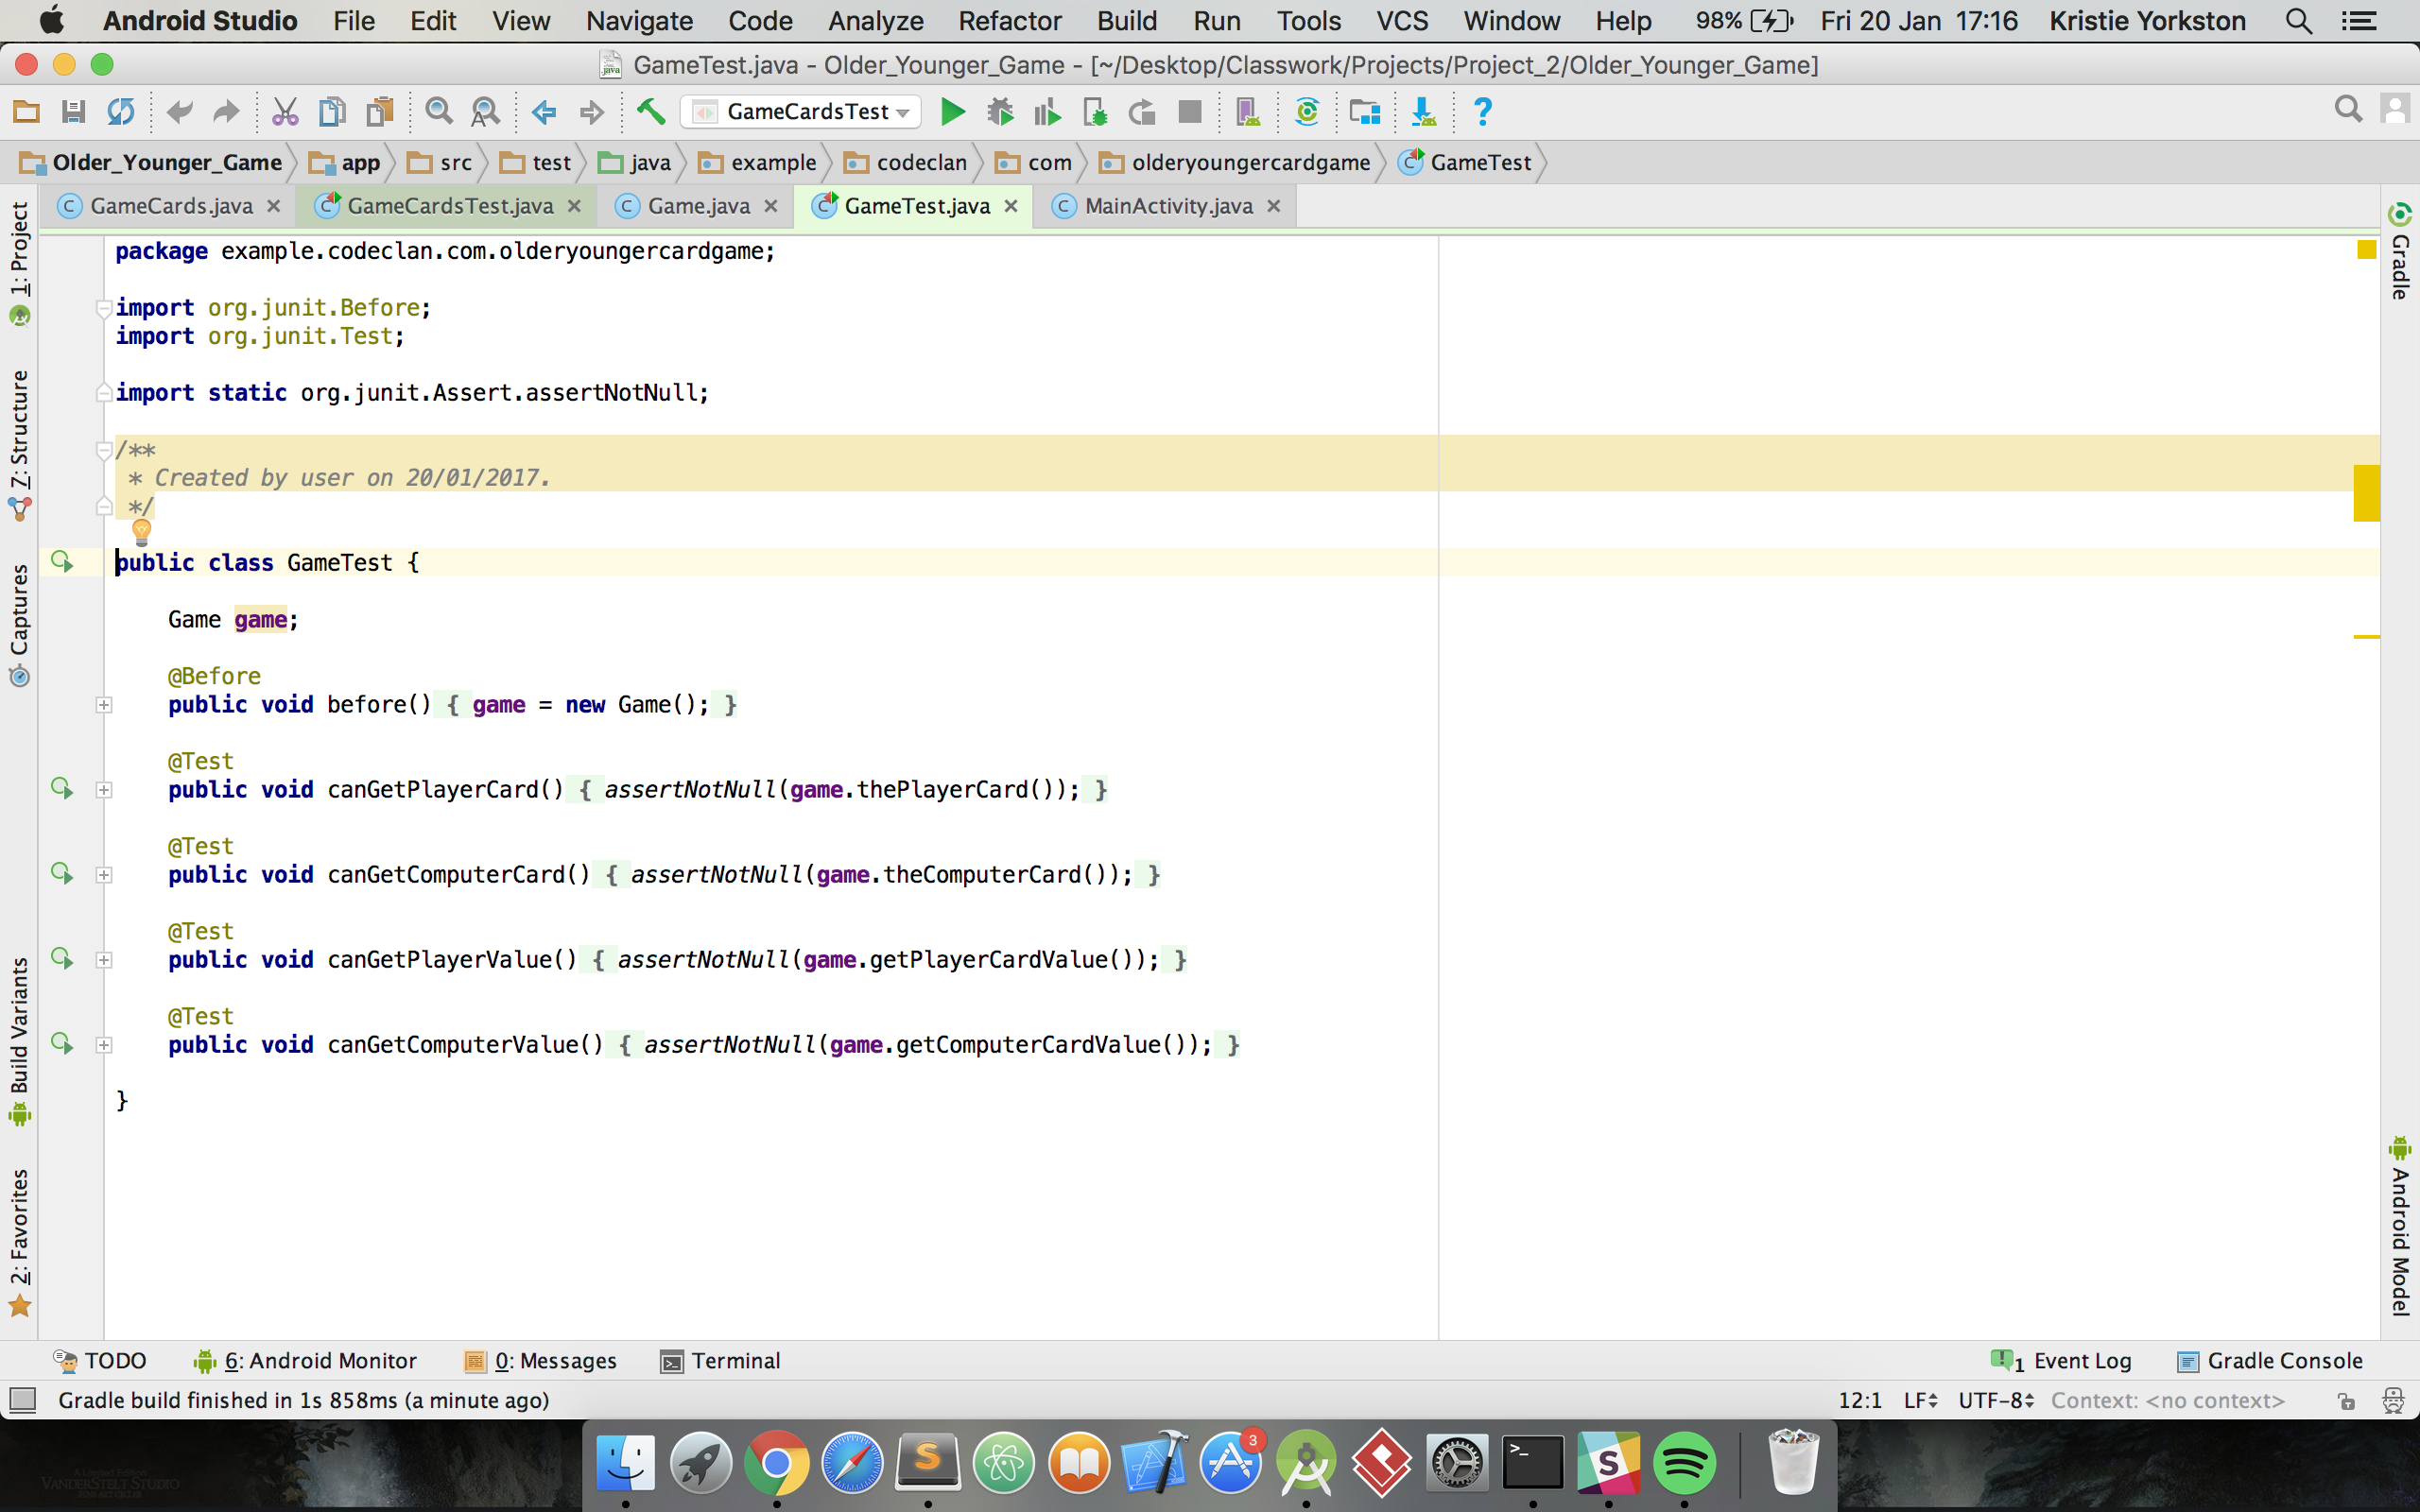 Android Studio File Edit View Navigate Code Analyze Refactor Build Run Tools VCS Window Help 98% Fri 20 Jan 17:16 Kristie Yorkston
GameTest.java - Older_Younger_Game - [~/Desktop/Classwork/Projects/Project_2/Older_Younger_Game]
GameCardsTest
Older_Younger_Game app src test java example codeclan com olderyoungercardgame GameTest
GameCards.java GameCardsTest.java Game.java GameTest.java MainActivity.java
1: Project
7: Structure
Captures
Build Variants
2: Favorites
Gradle
Android Model
package example.codeclan.com.olderyoungercardgame;
import org.junit.Before;
import org.junit.Test;
import static org.junit.Assert.assertNotNull;
/**
* Created by user on 20/01/2017.
*/
public class GameTest {
Game game;
@Before
public void before() { game = new Game(); }
@Test
public void canGetPlayerCard() { assertNotNull(game.thePlayerCard()); }
@Test
public void canGetComputerCard() { assertNotNull(game.theComputerCard()); }
@Test
public void canGetPlayerValue() { assertNotNull(game.getPlayerCardValue()); }
@Test
public void canGetComputerValue() { assertNotNull(game.getComputerCardValue()); }
}
TODO 6: Android Monitor 0: Messages Terminal 1 Event Log Gradle Console
Gradle build finished in 1s 858ms (a minute ago) 12:1 LF UTF-8 Context: <no context>
3
VANDERSTELT STUDIO